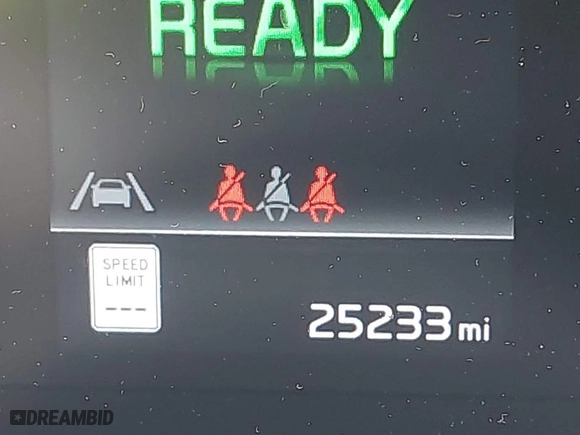 READY
SPEED
LIMIT
---
25233 mi
DREAMBID